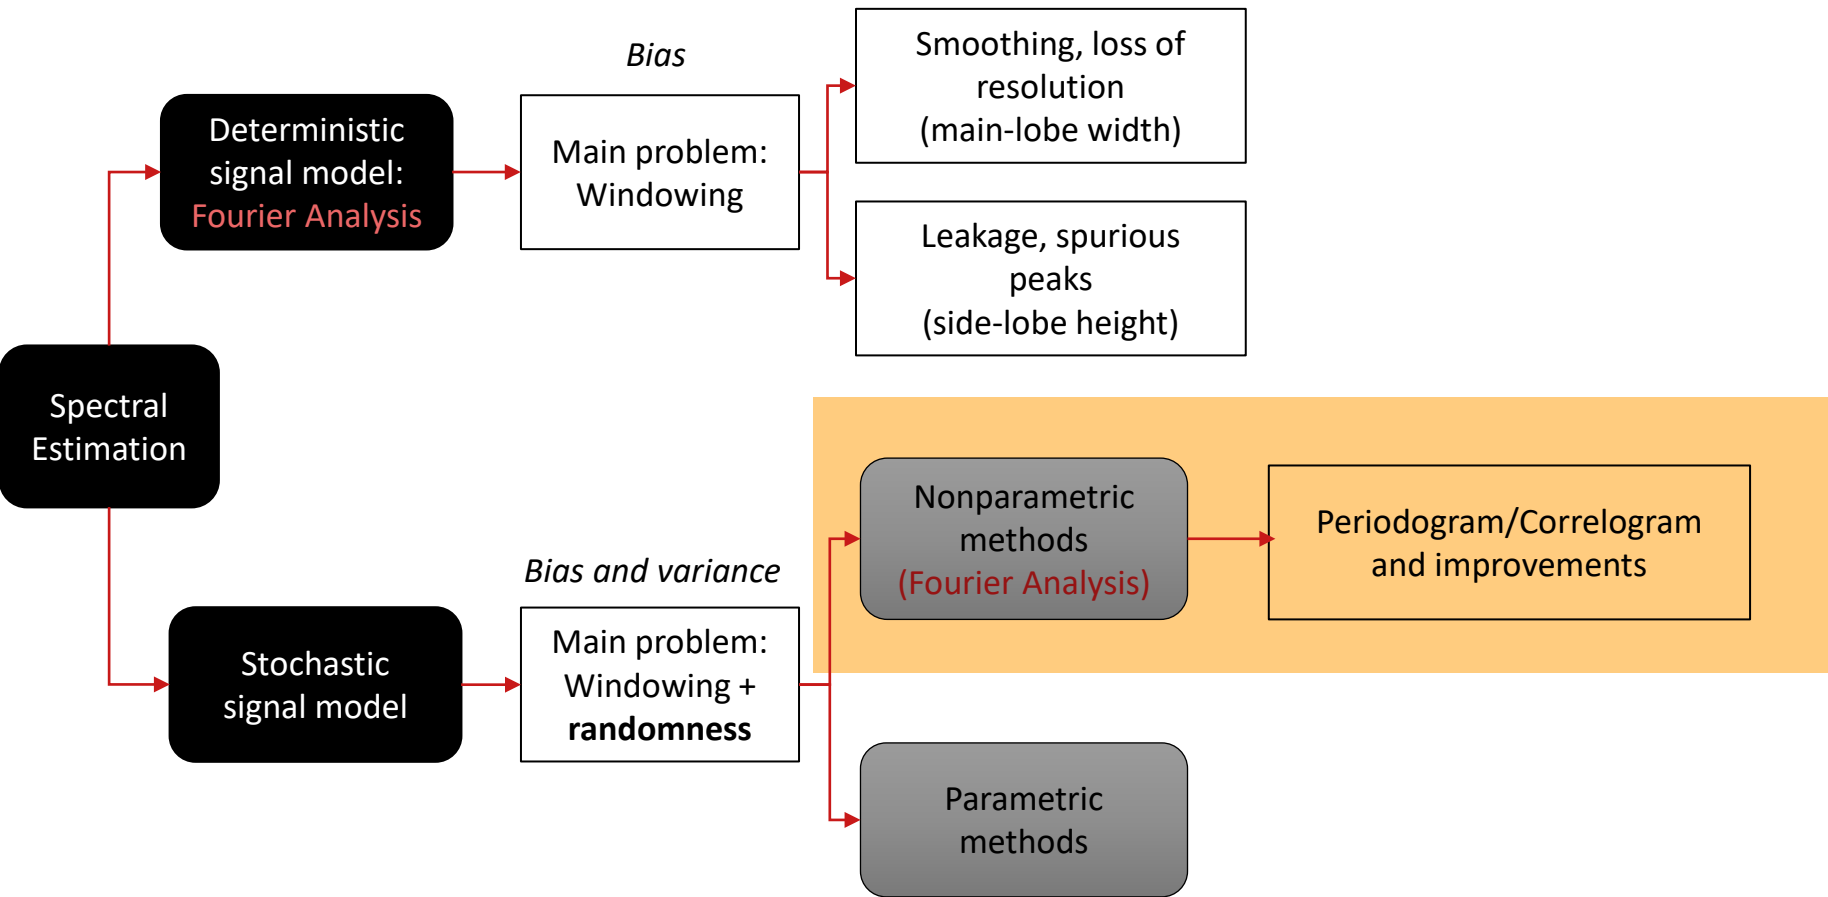 Bias
Smoothing, loss of
resolution
(main-lobe width)
Deterministic
signal model:
Fourier Analysis
Main problem:
Windowing
Leakage, spurious
peaks
(side-lobe height)
Spectral
Estimation
Nonparametric
methods
(Fourier Analysis)
Periodogram/Correlogram
and improvements
Bias and variance
Stochastic
signal model
Main problem:
Windowing +
randomness
Parametric
methods